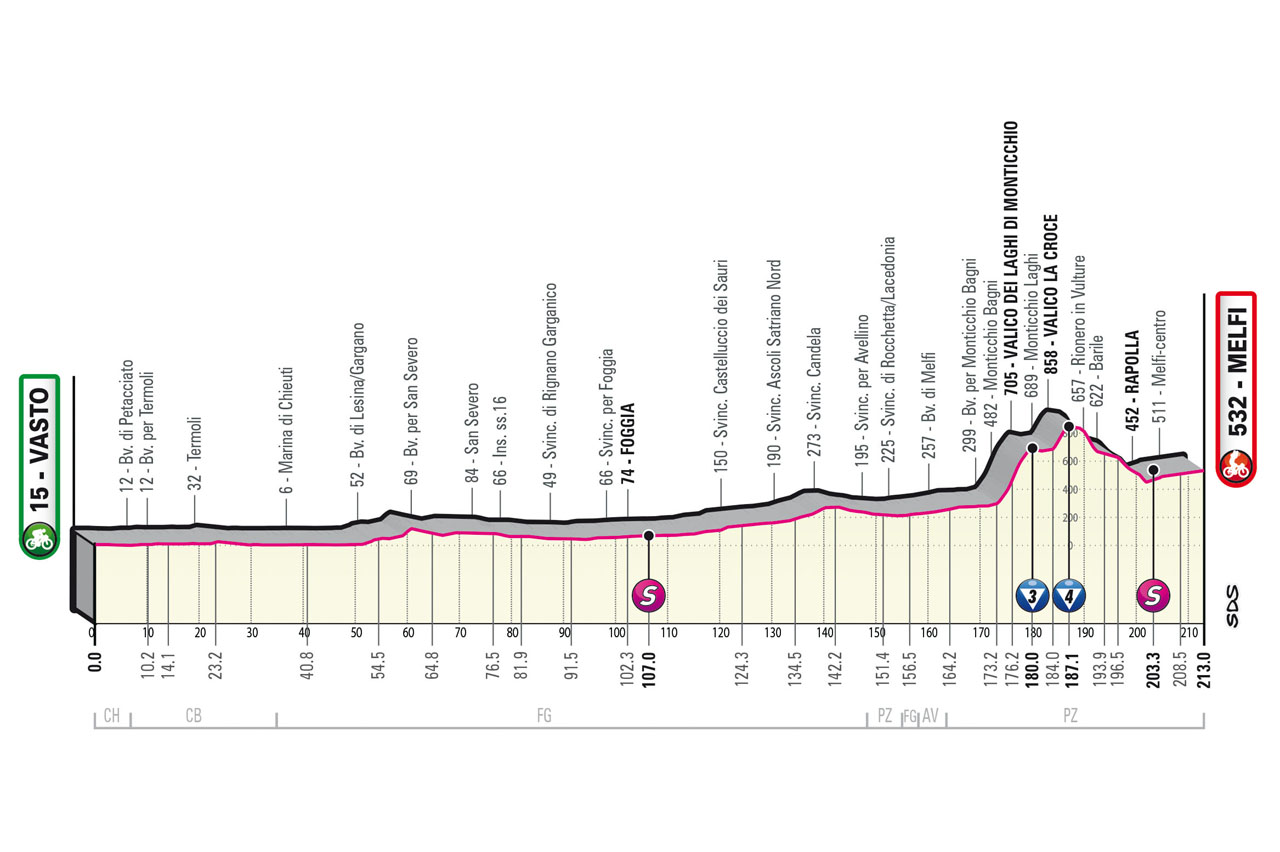 15 - VASTO
12 - Bv. di Petacciato
12 - Bv. per Termoli
32 - Termoli
6 - Marina di Chieuti
52 - Bv. di Lesina/Gargano
69 - Bv. per San Severo
84 - San Severo
66 - Ins. ss.16
49 - Svinc. di Rignano Garganico
66 - Svinc. per Foggia
74 - FOGGIA
150 - Svinc. Castelluccio dei Sauri
190 - Svinc. Ascoli Satriano Nord
273 - Svinc. Candela
195 - Svinc. per Avellino
225 - Svinc. di Rocchetta/Lacedonia
257 - Bv. di Melfi
299 - Bv. per Monticchio Bagni
482 - Monticchio Bagni
705 - VALICO DEI LAGHI DI MONTICCHIO
689 - Monticchio Laghi
858 - VALICO LA CROCE
657 - Rionero in Vulture
622 - Barile
452 - RAPOLLA
511 - Melfi-centro
532 - MELFI
800
600
400
200
0
S 3 4 S
SDS
0 10 20 30 40 50 60 70 80 90 100 110 120 130 140 150 160 170 180 190 200 210
0.0 10.2 14.1 23.2 40.8 54.5 64.8 76.5 81.9 91.5 102.3 107.0 124.3 134.5 142.2 151.4 156.5 164.2 173.2 176.2 180.0 184.0 187.1 193.9 196.5 203.3 208.5 213.0
CH CB FG PZ FG AV PZ